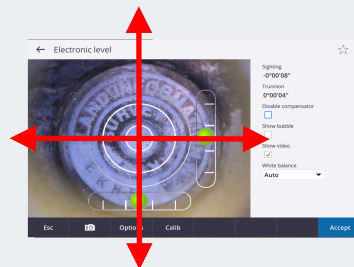 Electronic level
Sighting
-0°00'08"
Trunnion
0°00'04"
Disable compensator
Show bubble
Show video
White balance
Auto
Esc
Options
Calib
Accept